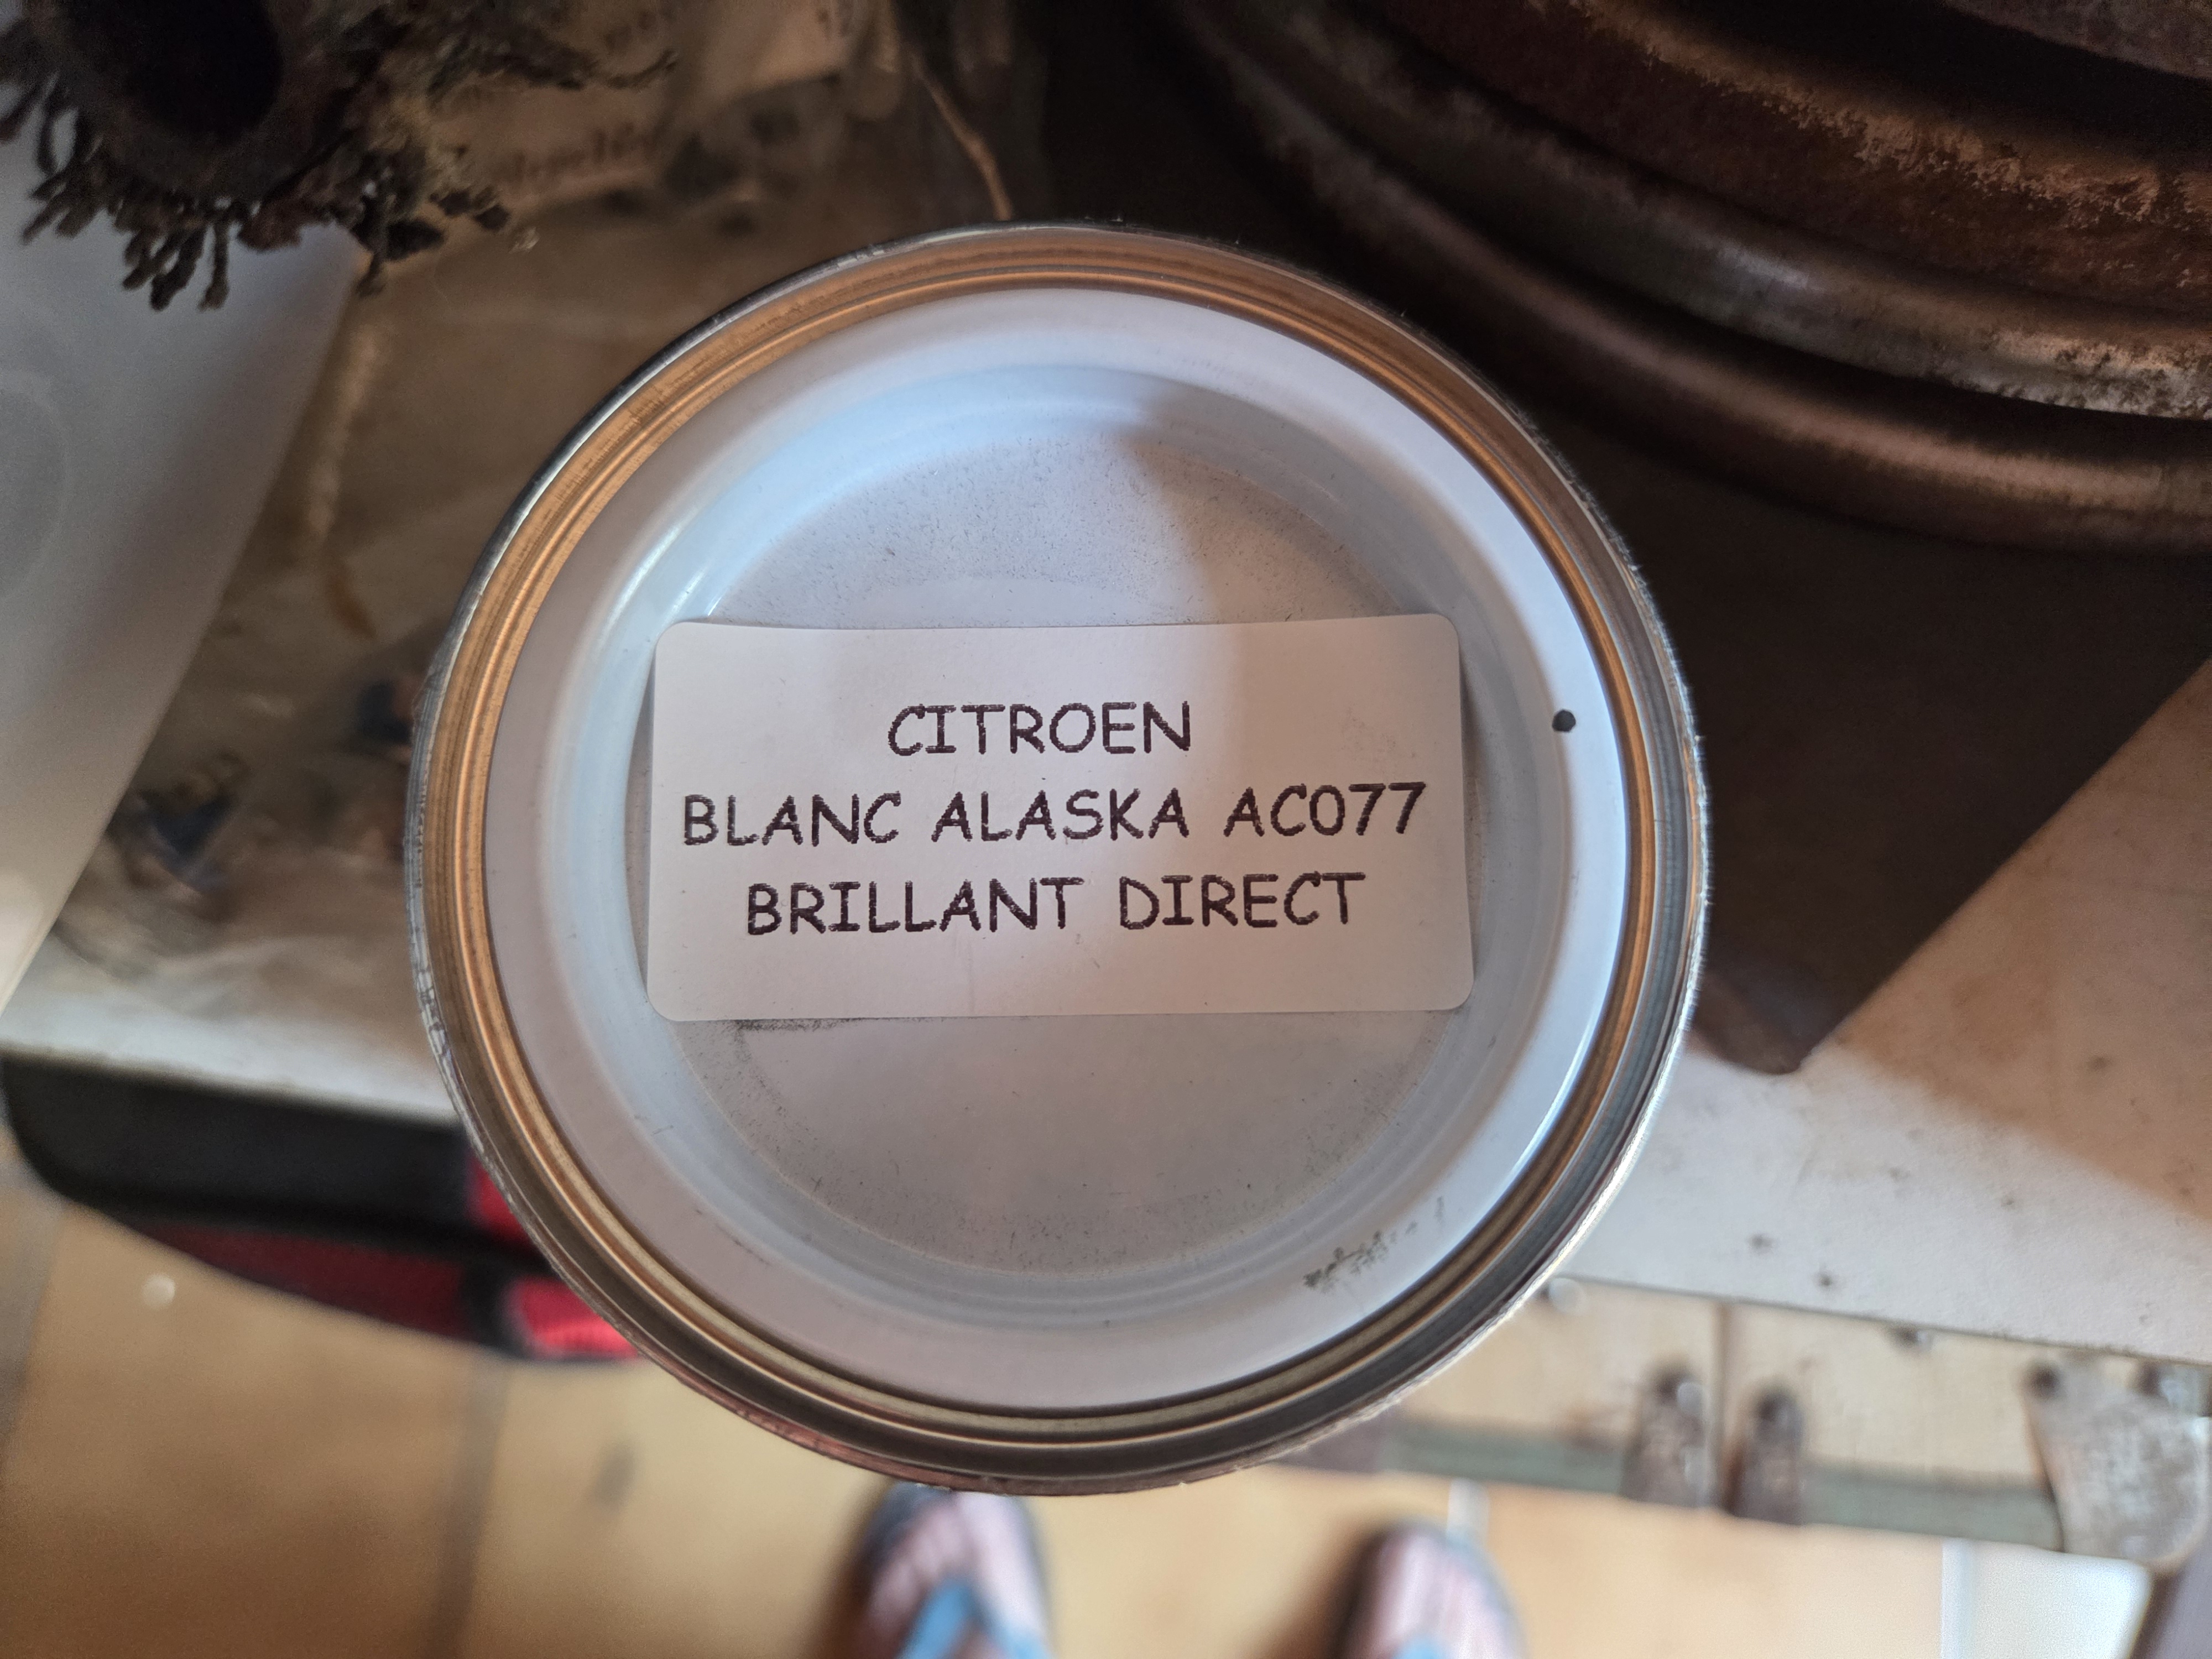 CITROEN
BLANC ALASKA AC077
BRILLANT DIRECT